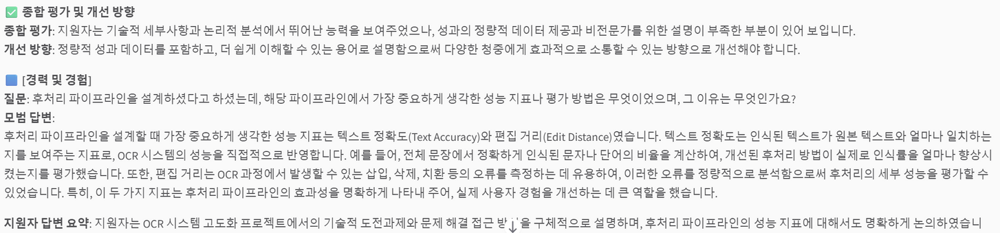 ✅ 종합 평가 및 개선 방향
종합 평가: 지원자는 기술적 세부사항과 논리적 분석에서 뛰어난 능력을 보여주었으나, 성과의 정량적 데이터 제공과 비전문가를 위한 설명이 부족한 부분이 있어 보입니다.
개선 방향: 정량적 성과 데이터를 포함하고, 더 쉽게 이해할 수 있는 용어로 설명함으로써 다양한 청중에게 효과적으로 소통할 수 있는 방향으로 개선해야 합니다.
🟦 [경력 및 경험]
질문: 후처리 파이프라인을 설계하셨다고 하셨는데, 해당 파이프라인에서 가장 중요하게 생각한 성능 지표나 평가 방법은 무엇이었으며, 그 이유는 무엇인가요?
모범 답변:
후처리 파이프라인을 설계할 때 가장 중요하게 생각한 성능 지표는 텍스트 정확도(Text Accuracy)와 편집 거리(Edit Distance)였습니다. 텍스트 정확도는 인식된 텍스트가 원본 텍스트와 얼마나 일치하는
지를 보여주는 지표로, OCR 시스템의 성능을 직접적으로 반영합니다. 예를 들어, 전체 문장에서 정확하게 인식된 문자나 단어의 비율을 계산하여, 개선된 후처리 방법이 실제로 인식률을 얼마나 향상시
켰는지를 평가했습니다. 또한, 편집 거리는 OCR 과정에서 발생할 수 있는 삽입, 삭제, 치환 등의 오류를 측정하는 데 유용하여, 이러한 오류를 정량적으로 분석함으로써 후처리의 세부 성능을 평가할 수
있었습니다. 특히, 이 두 가지 지표는 후처리 파이프라인의 효과성을 명확하게 나타내 주어, 실제 사용자 경험을 개선하는 데 큰 역할을 했습니다.
지원자 답변 요약: 지원자는 OCR 시스템 고도화 프로젝트에서의 기술적 도전과제와 문제 해결 접근 을 구체적으로 설명하며, 후처리 파이프라인의 성능 지표에 대해서도 명확하게 논의하였습니